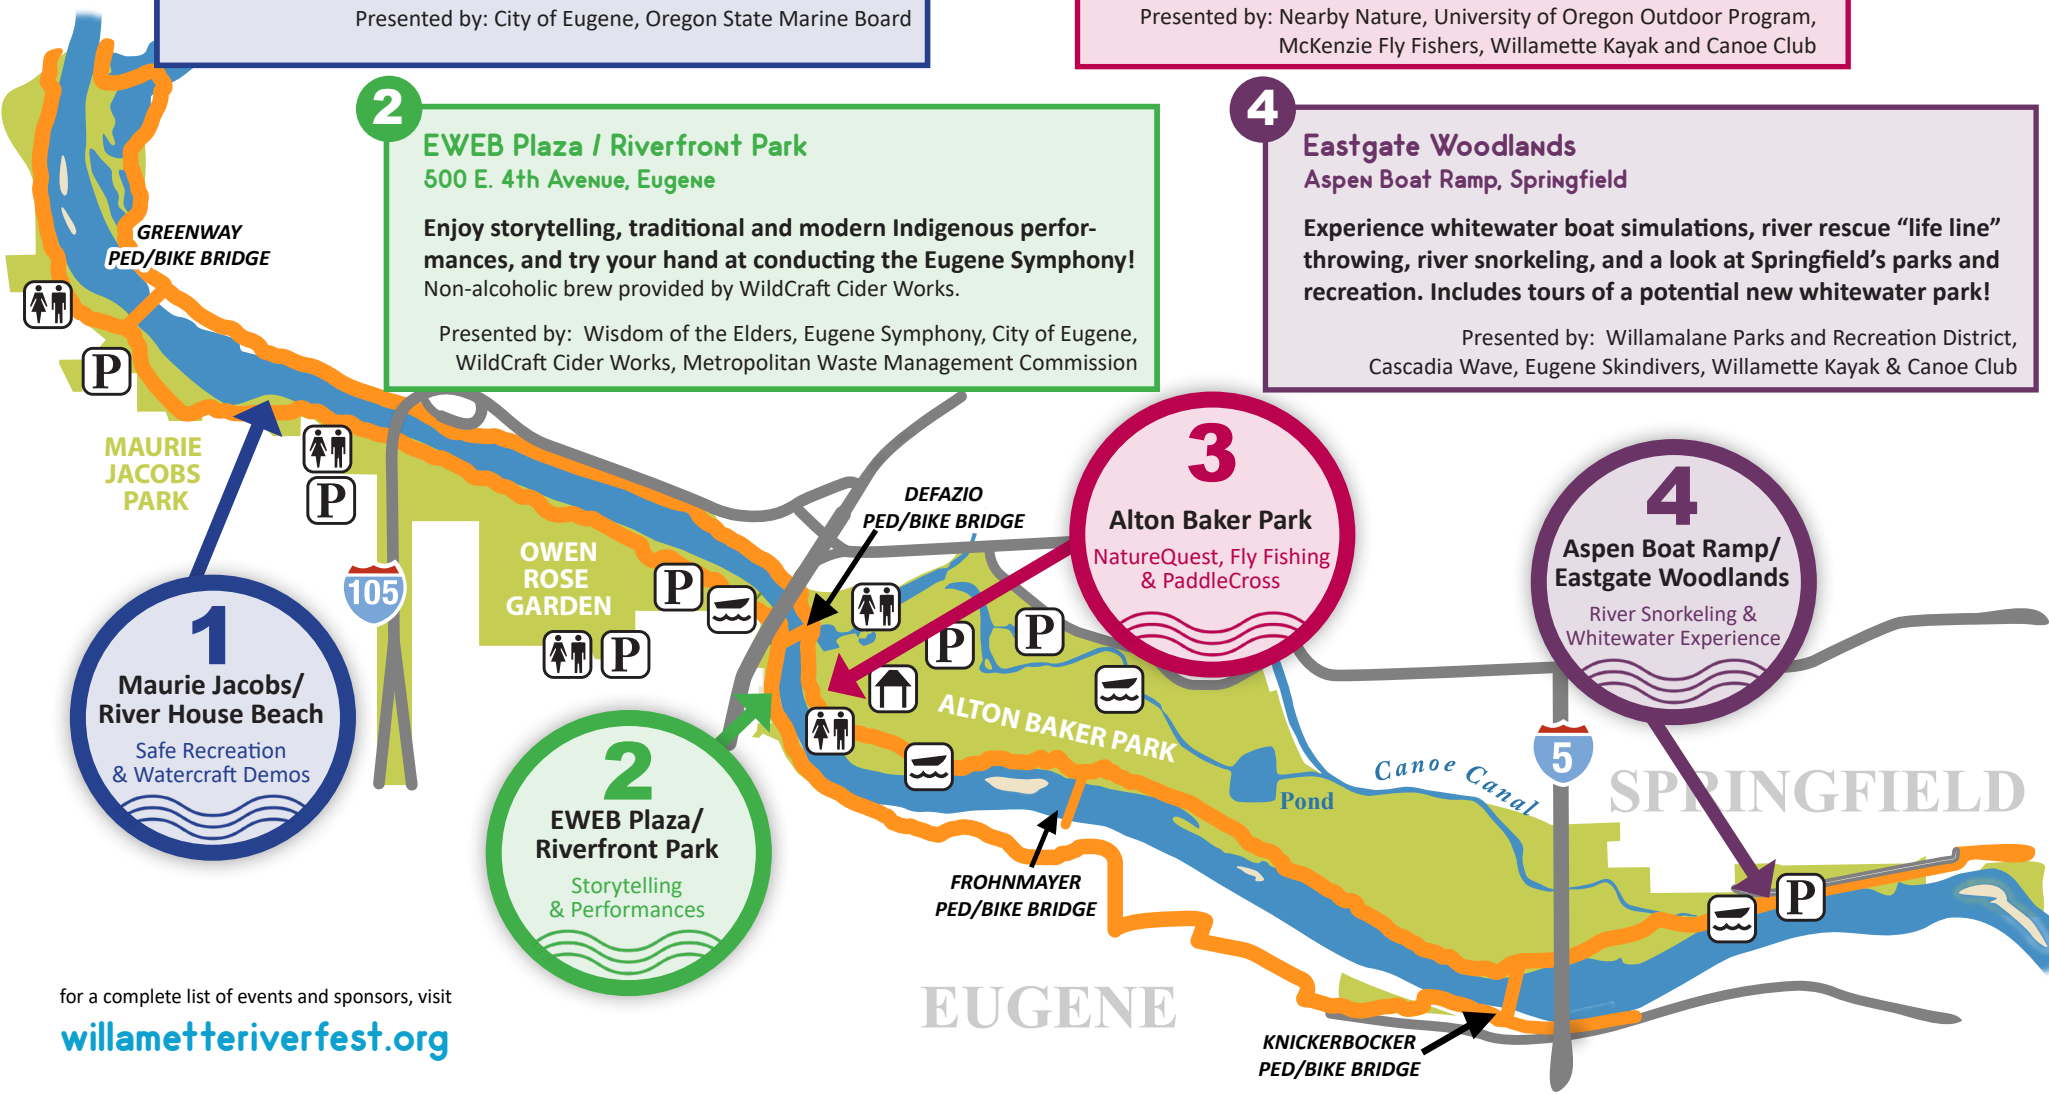 Presented by: City of Eugene, Oregon State Marine Board
Presented by: Nearby Nature, University of Oregon Outdoor Program,
McKenzie Fly Fishers, Willamette Kayak and Canoe Club
2
EWEB Plaza / Riverfront Park
500 E. 4th Avenue, Eugene
Enjoy storytelling, traditional and modern Indigenous perfor-
mances, and try your hand at conducting the Eugene Symphony!
Non-alcoholic brew provided by WildCraft Cider Works.
Presented by: Wisdom of the Elders, Eugene Symphony, City of Eugene,
WildCraft Cider Works, Metropolitan Waste Management Commission
4
Eastgate Woodlands
Aspen Boat Ramp, Springfield
Experience whitewater boat simulations, river rescue “life line”
throwing, river snorkeling, and a look at Springfield’s parks and
recreation. Includes tours of a potential new whitewater park!
Presented by: Willamalane Parks and Recreation District,
Cascadia Wave, Eugene Skindivers, Willamette Kayak & Canoe Club
GREENWAY
PED/BIKE BRIDGE
P
MAURIE
JACOBS
PARK
P
105
OWEN
ROSE
GARDEN
P
P
DEFAZIO
PED/BIKE BRIDGE
P
P
ALTON BAKER PARK
3
Alton Baker Park
NatureQuest, Fly Fishing
& PaddleCross
4
Aspen Boat Ramp/
Eastgate Woodlands
River Snorkeling &
Whitewater Experience
1
Maurie Jacobs/
River House Beach
Safe Recreation
& Watercraft Demos
2
EWEB Plaza/
Riverfront Park
Storytelling
& Performances
Pond
Canoe Canal
5
SPRINGFIELD
P
FROHNMAYER
PED/BIKE BRIDGE
EUGENE
KNICKERBOCKER
PED/BIKE BRIDGE
for a complete list of events and sponsors, visit
willametteriverfest.org